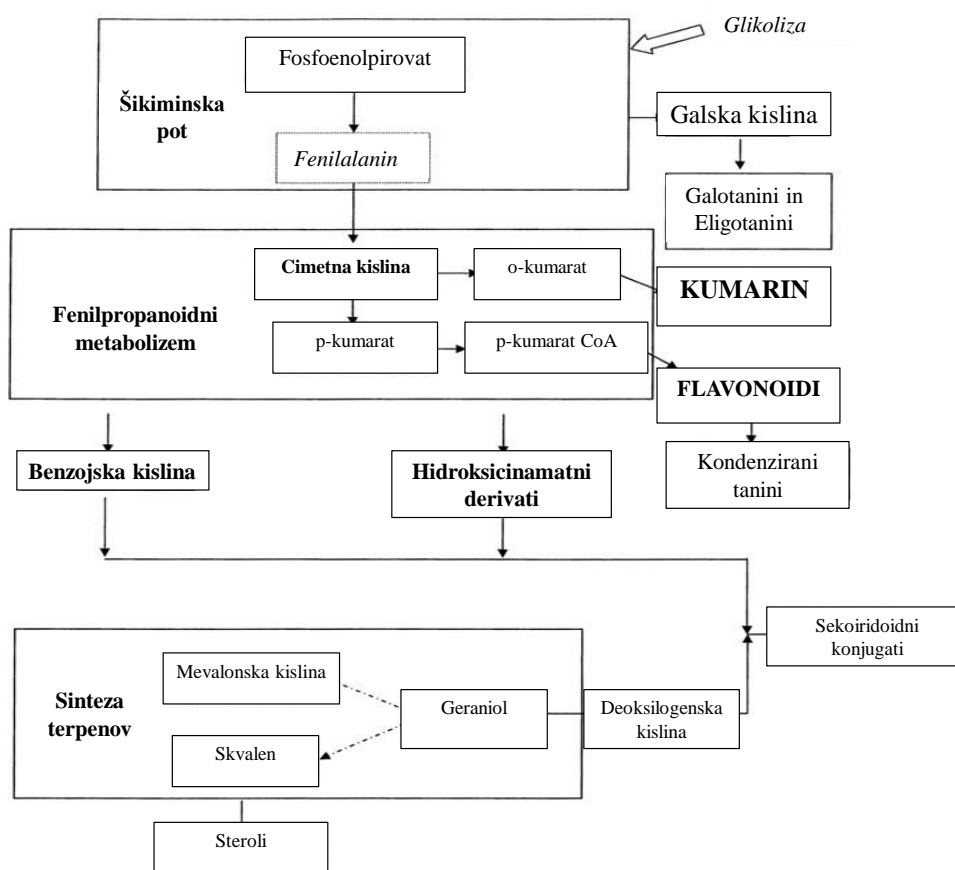 Glikoliza
Fosfoenolpirovat
Šikiminska
pot
Galska kislina
Fenilalanin
Galotanini in
Eligotanini
Cimetna kislina
o-kumarat
KUMARIN
Fenilpropanoidni
metabolizem
p-kumarat
p-kumarat CoA
FLAVONOIDI
Benzojska kislina
Hidroksicinamatni
derivati
Kondenzirani
tanini
Sekoiridoidni
konjugati
Mevalonska kislina
Sinteza
terpenov
Geraniol
Deoksilogenska
kislina
Skvalen
Steroli